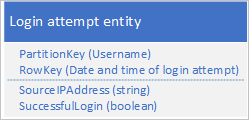 Login attempt entity
PartitionKey (Username)
RowKey (Date and time of login attempt)
SourceIPAddress (string)
SuccessfulLogin (boolean)